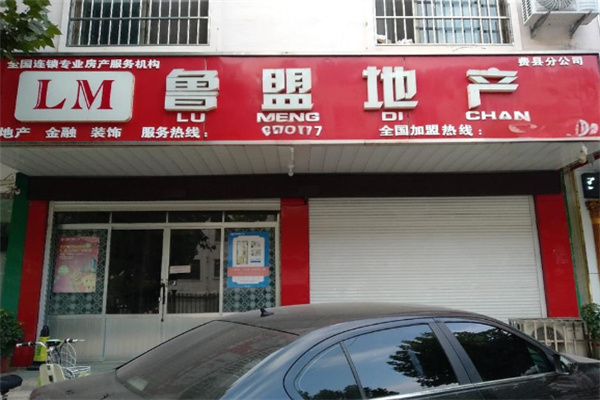 全国连锁专业房产服务机构
费县分公司
LM
鲁盟地产
LU MENG DI CHAN
地产 金融 装饰 服务热线: 全国加盟热线: